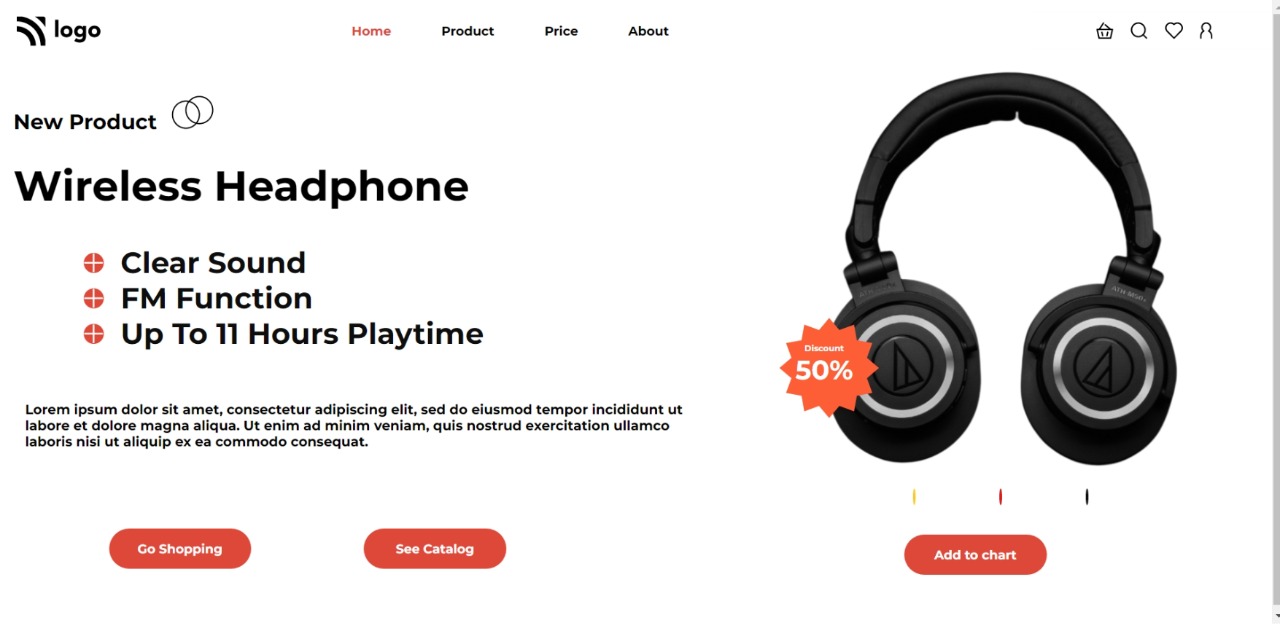 logo
Home
Product
Price
About
New Product
Wireless Headphone
Clear Sound
FM Function
Up To 11 Hours Playtime
Discount
50%
Lorem ipsum dolor sit amet, consectetur adipiscing elit, sed do eiusmod tempor incididunt ut
labore et dolore magna aliqua. Ut enim ad minim veniam, quis nostrud exercitation ullamco
laboris nisi ut aliquip ex ea commodo consequat.
Go Shopping
See Catalog
Add to chart